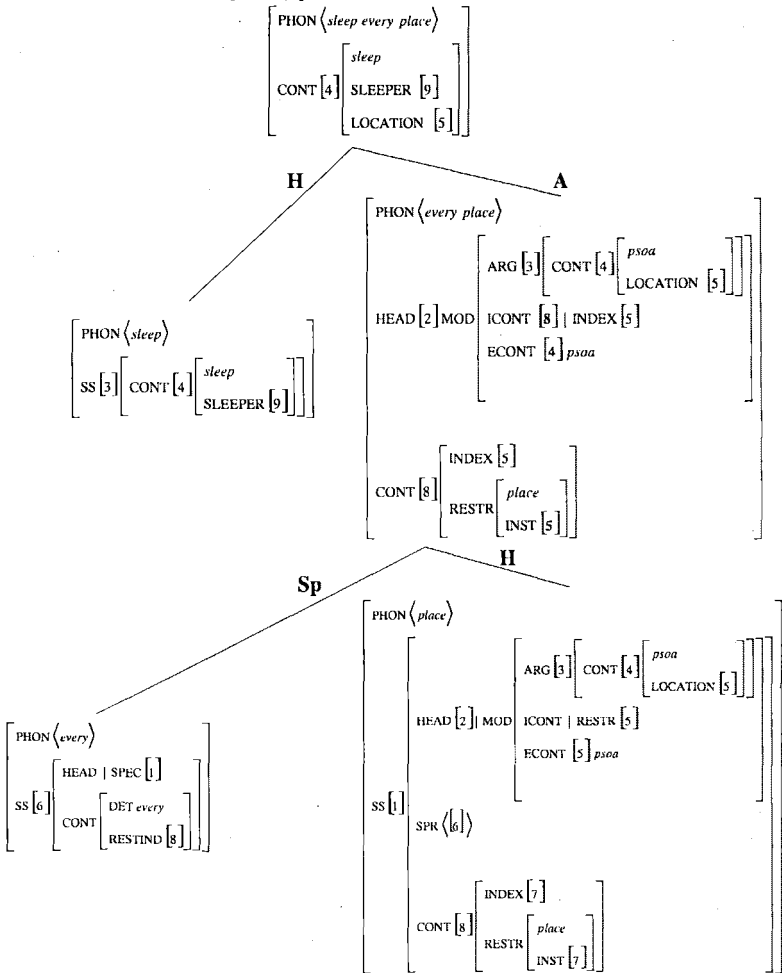 PHON ⟨sleep every place⟩
sleep
CONT [4] SLEEPER [9]
LOCATION [5]
H
A
PHON ⟨every place⟩
ARG [3] CONT [4] psoa
LOCATION [5]
HEAD [2] MOD ICONT [8] | INDEX [5]
ECONT [4] psoa
PHON ⟨sleep⟩
SS [3] CONT [4] sleep
SLEEPER [9]
INDEX [5]
CONT [8] RESTR place
INST [5]
Sp
H
PHON ⟨place⟩
ARG [3] CONT [4] psoa
LOCATION [5]
HEAD [2] | MOD ICONT | RESTR [5]
ECONT [5] psoa
PHON ⟨every⟩
HEAD | SPEC [1]
SS [6] CONT DET every
RESTIND [8]
SS [1]
SPR ⟨[6]⟩
INDEX [7]
CONT [8] RESTR place
INST [7]